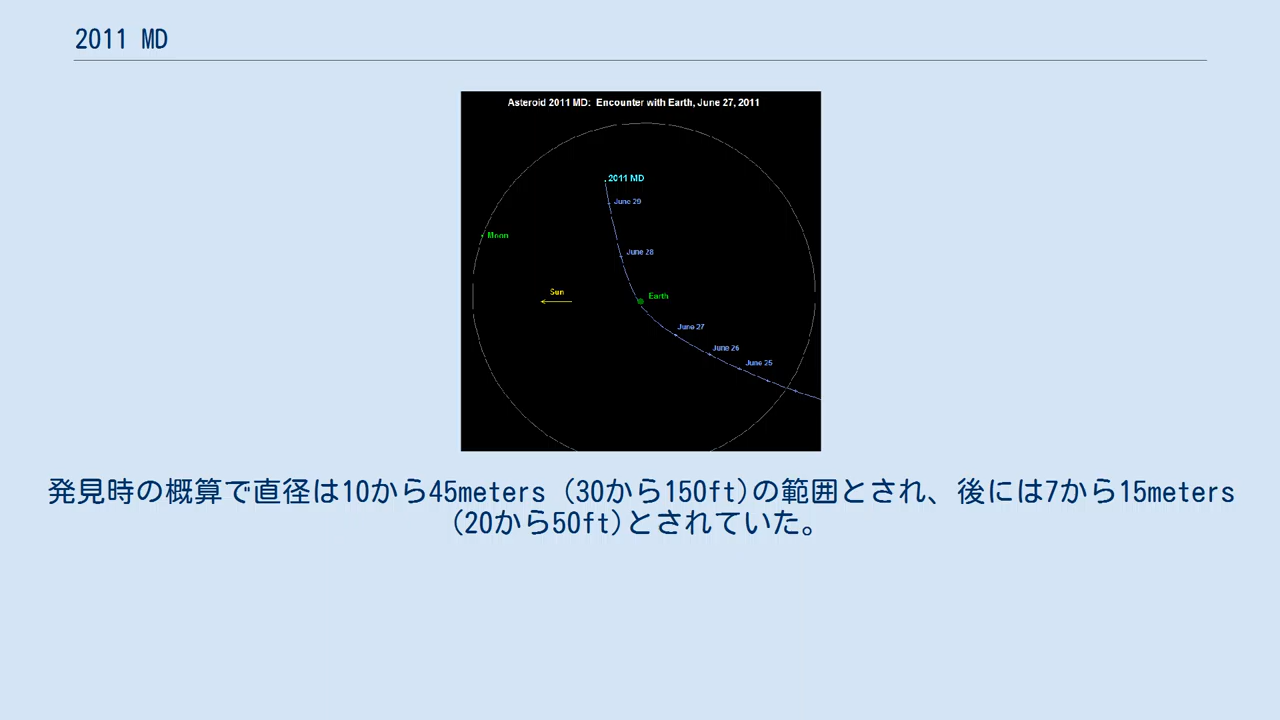 2011 MD
Asteroid 2011 MD: Encounter with Earth, June 27, 2011
2011 MD
June 29
Moon
June 28
Sun
Earth
June 27
June 26
June 25
発見時の概算で直径は10から45meters (30から150ft)の範囲とされ、後には7から15meters
(20から50ft)とされていた。